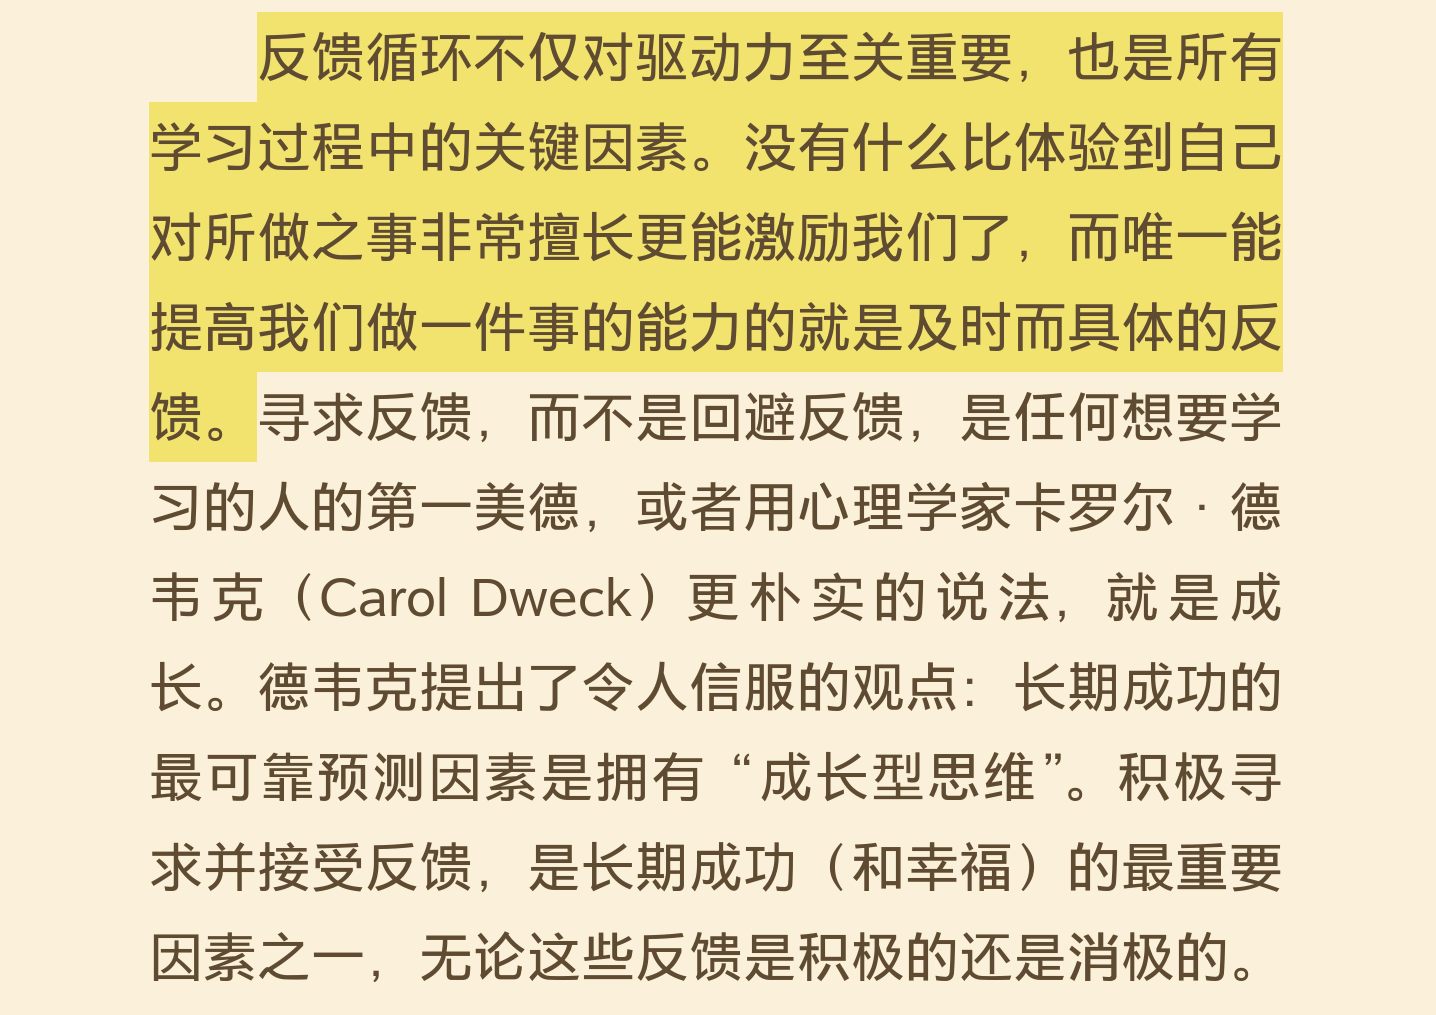 反馈循环不仅对驱动力至关重要，也是所有
学习过程中的关键因素。没有什么比体验到自己
对所做之事非常擅长更能激励我们了，而唯一能
提高我们做一件事的能力的就是及时而具体的反
馈。寻求反馈，而不是回避反馈，是任何想要学
习的人的第一美德，或者用心理学家卡罗尔·德
韦克（Carol Dweck）更朴实的说法，就是成
长。德韦克提出了令人信服的观点：长期成功的
最可靠预测因素是拥有“成长型思维”。积极寻
求并接受反馈，是长期成功（和幸福）的最重要
因素之一，无论这些反馈是积极的还是消极的。